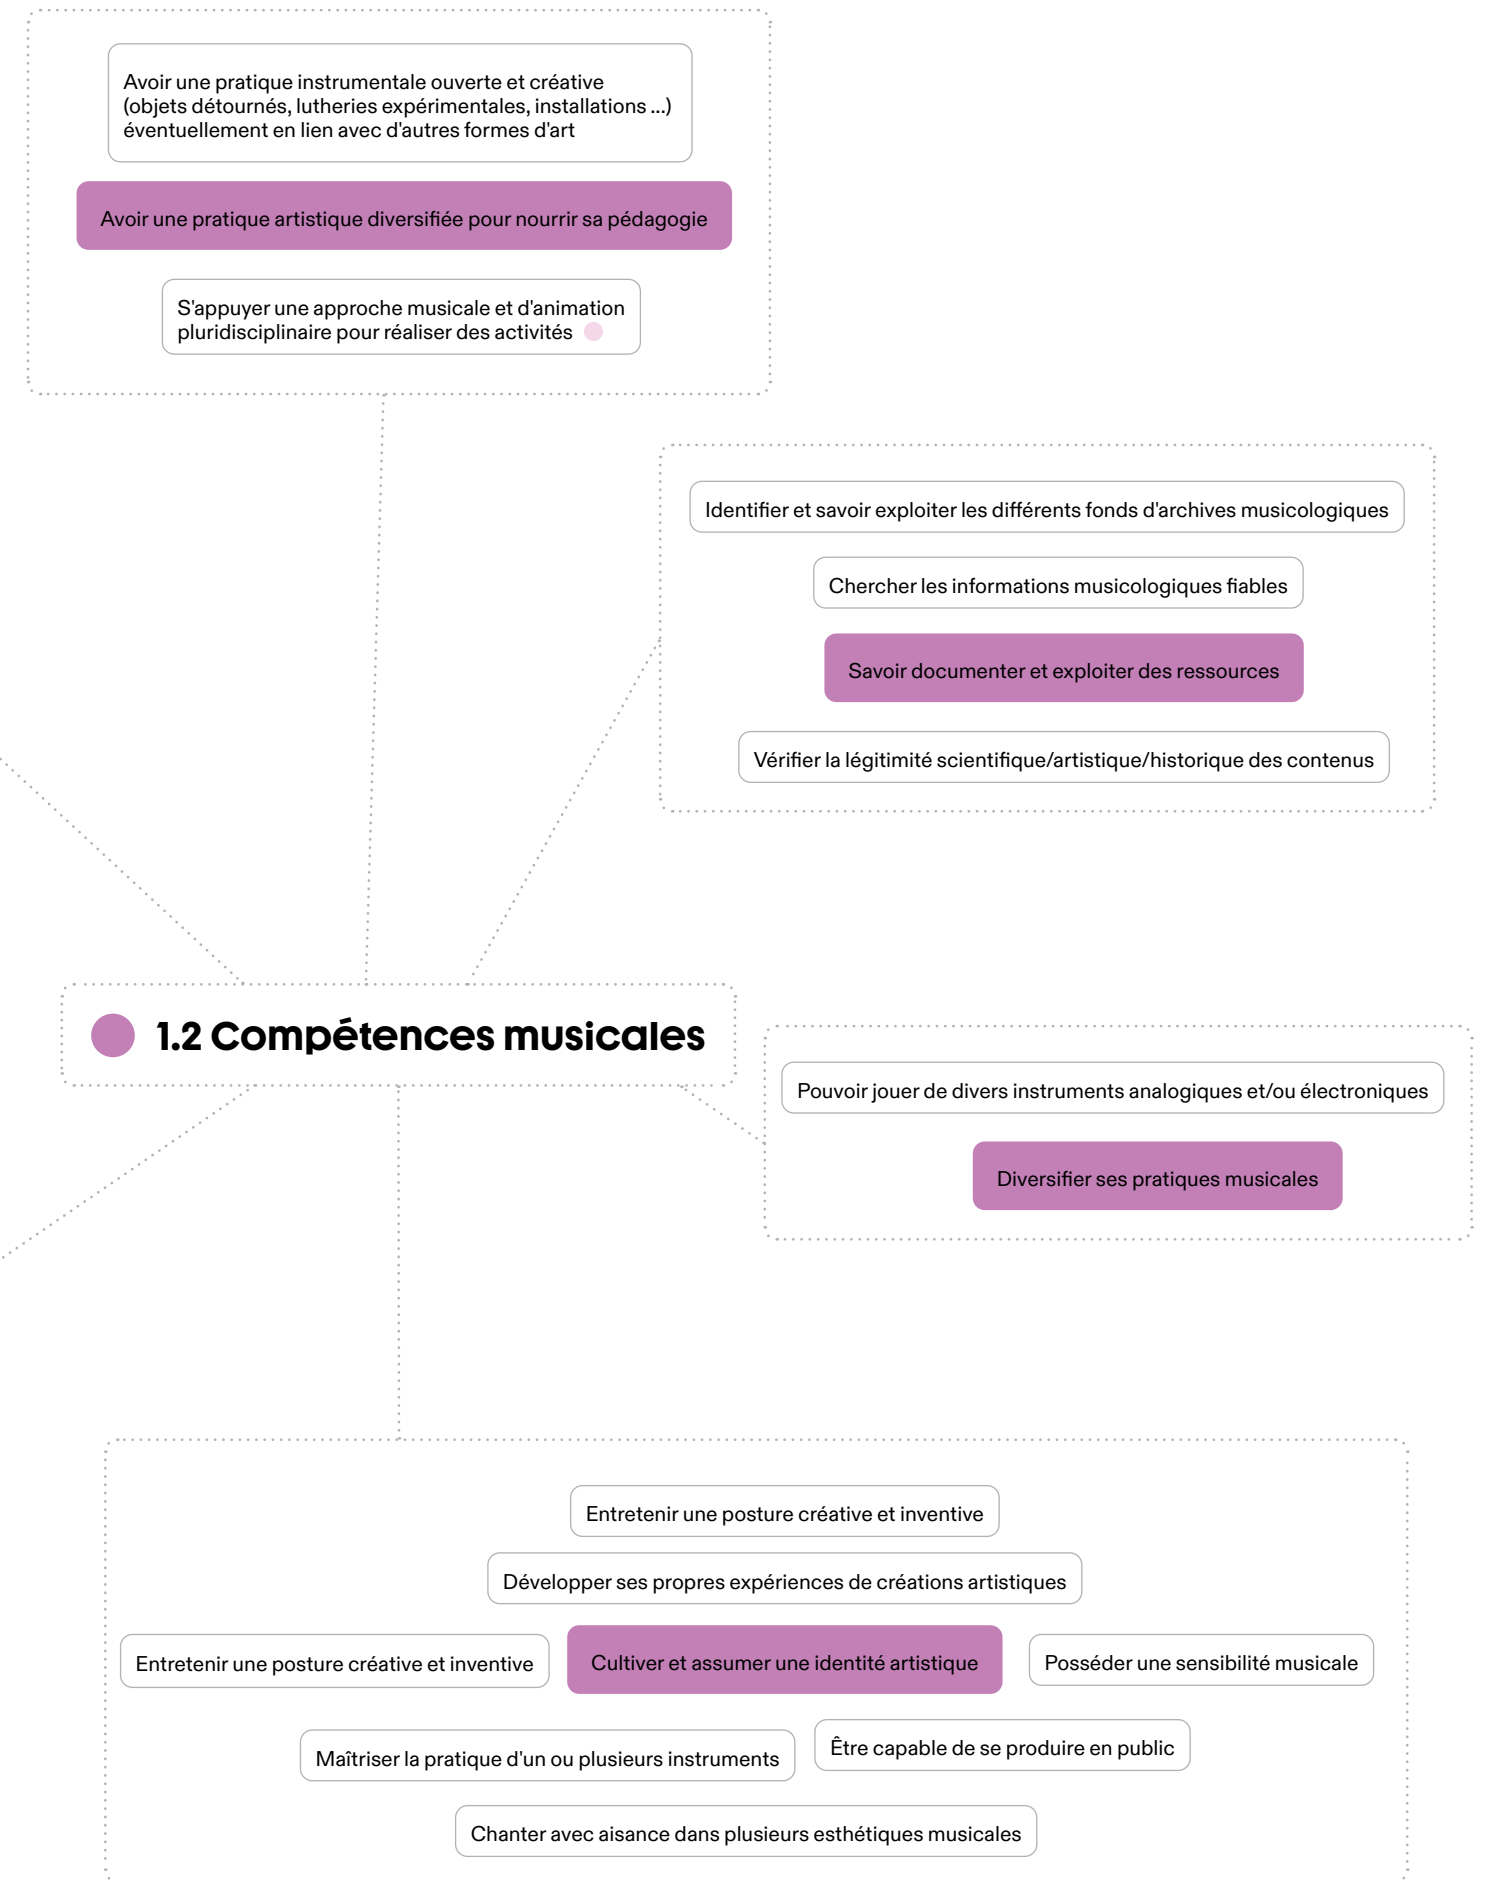 Avoir une pratique instrumentale ouverte et créative
(objets détournés, lutheries expérimentales, installations ...)
éventuellement en lien avec d'autres formes d'art
Avoir une pratique artistique diversifiée pour nourrir sa pédagogie
S'appuyer une approche musicale et d'animation
pluridisciplinaire pour réaliser des activités
Identifier et savoir exploiter les différents fonds d'archives musicologiques
Chercher les informations musicologiques fiables
Savoir documenter et exploiter des ressources
Vérifier la légitimité scientifique/artistique/historique des contenus
1.2 Compétences musicales
Pouvoir jouer de divers instruments analogiques et/ou électroniques
Diversifier ses pratiques musicales
Entretenir une posture créative et inventive
Développer ses propres expériences de créations artistiques
Entretenir une posture créative et inventive
Cultiver et assumer une identité artistique
Posséder une sensibilité musicale
Maîtriser la pratique d'un ou plusieurs instruments
Être capable de se produire en public
Chanter avec aisance dans plusieurs esthétiques musicales